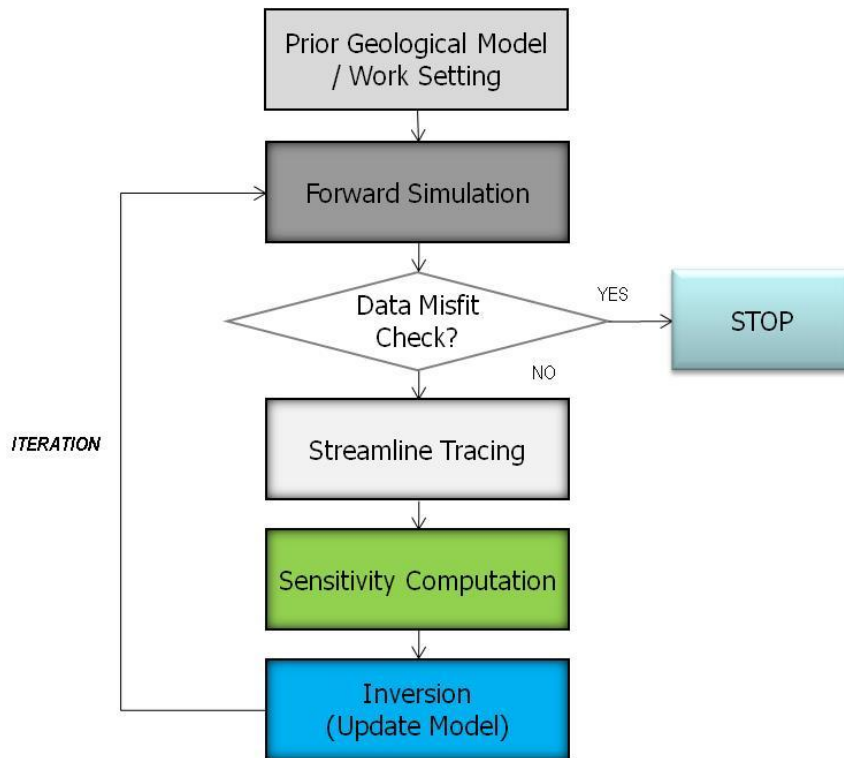 Prior Geological Model
/ Work Setting
Forward Simulation
Data Misfit
Check?
YES
STOP
NO
Streamline Tracing
ITERATION
Sensitivity Computation
Inversion
(Update Model)